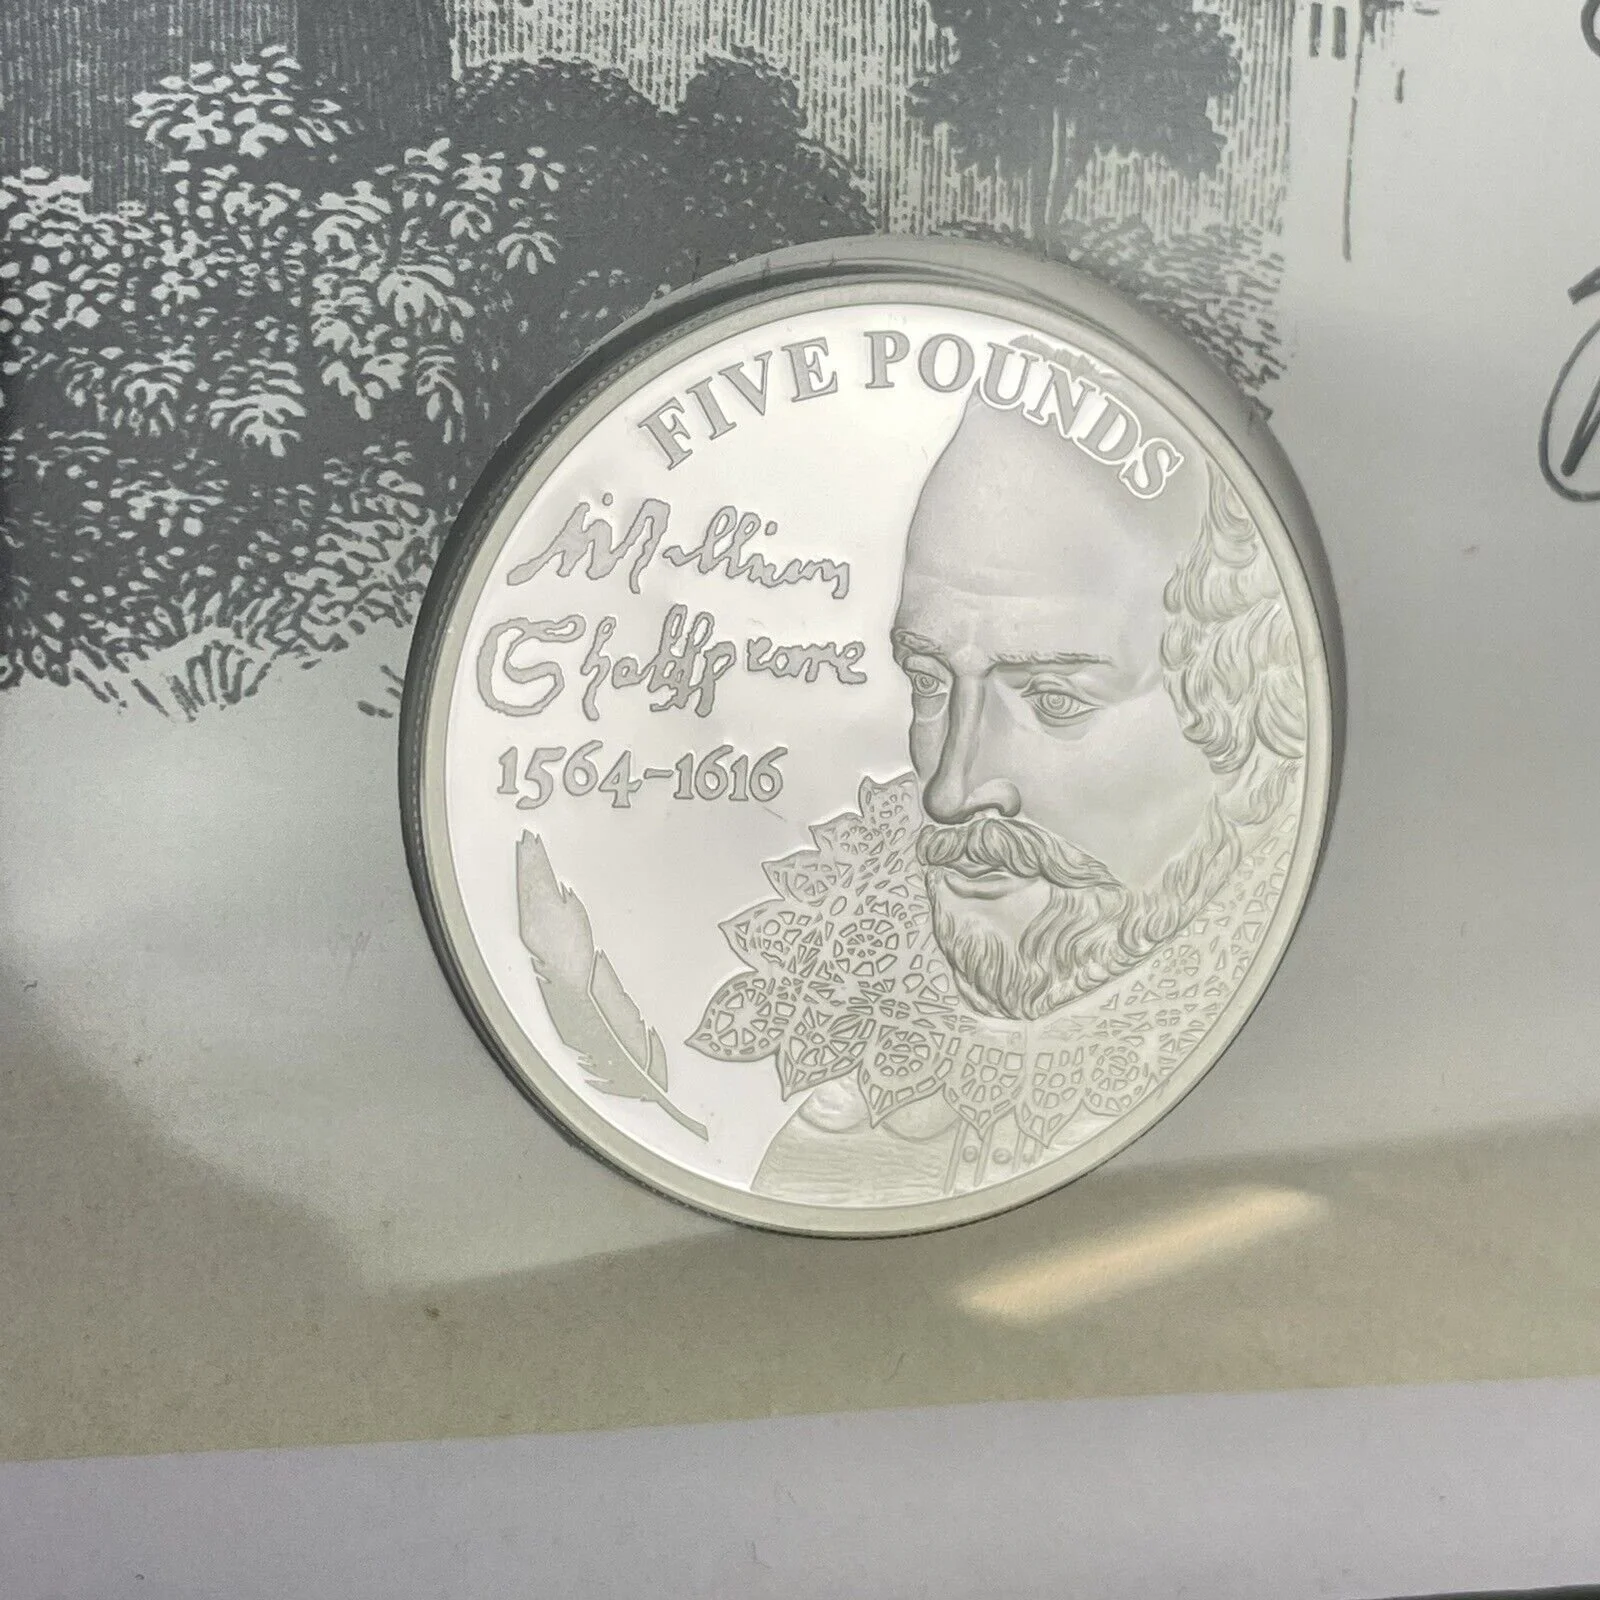 FIVE POUNDS
William
Shakspeare
1564-1616